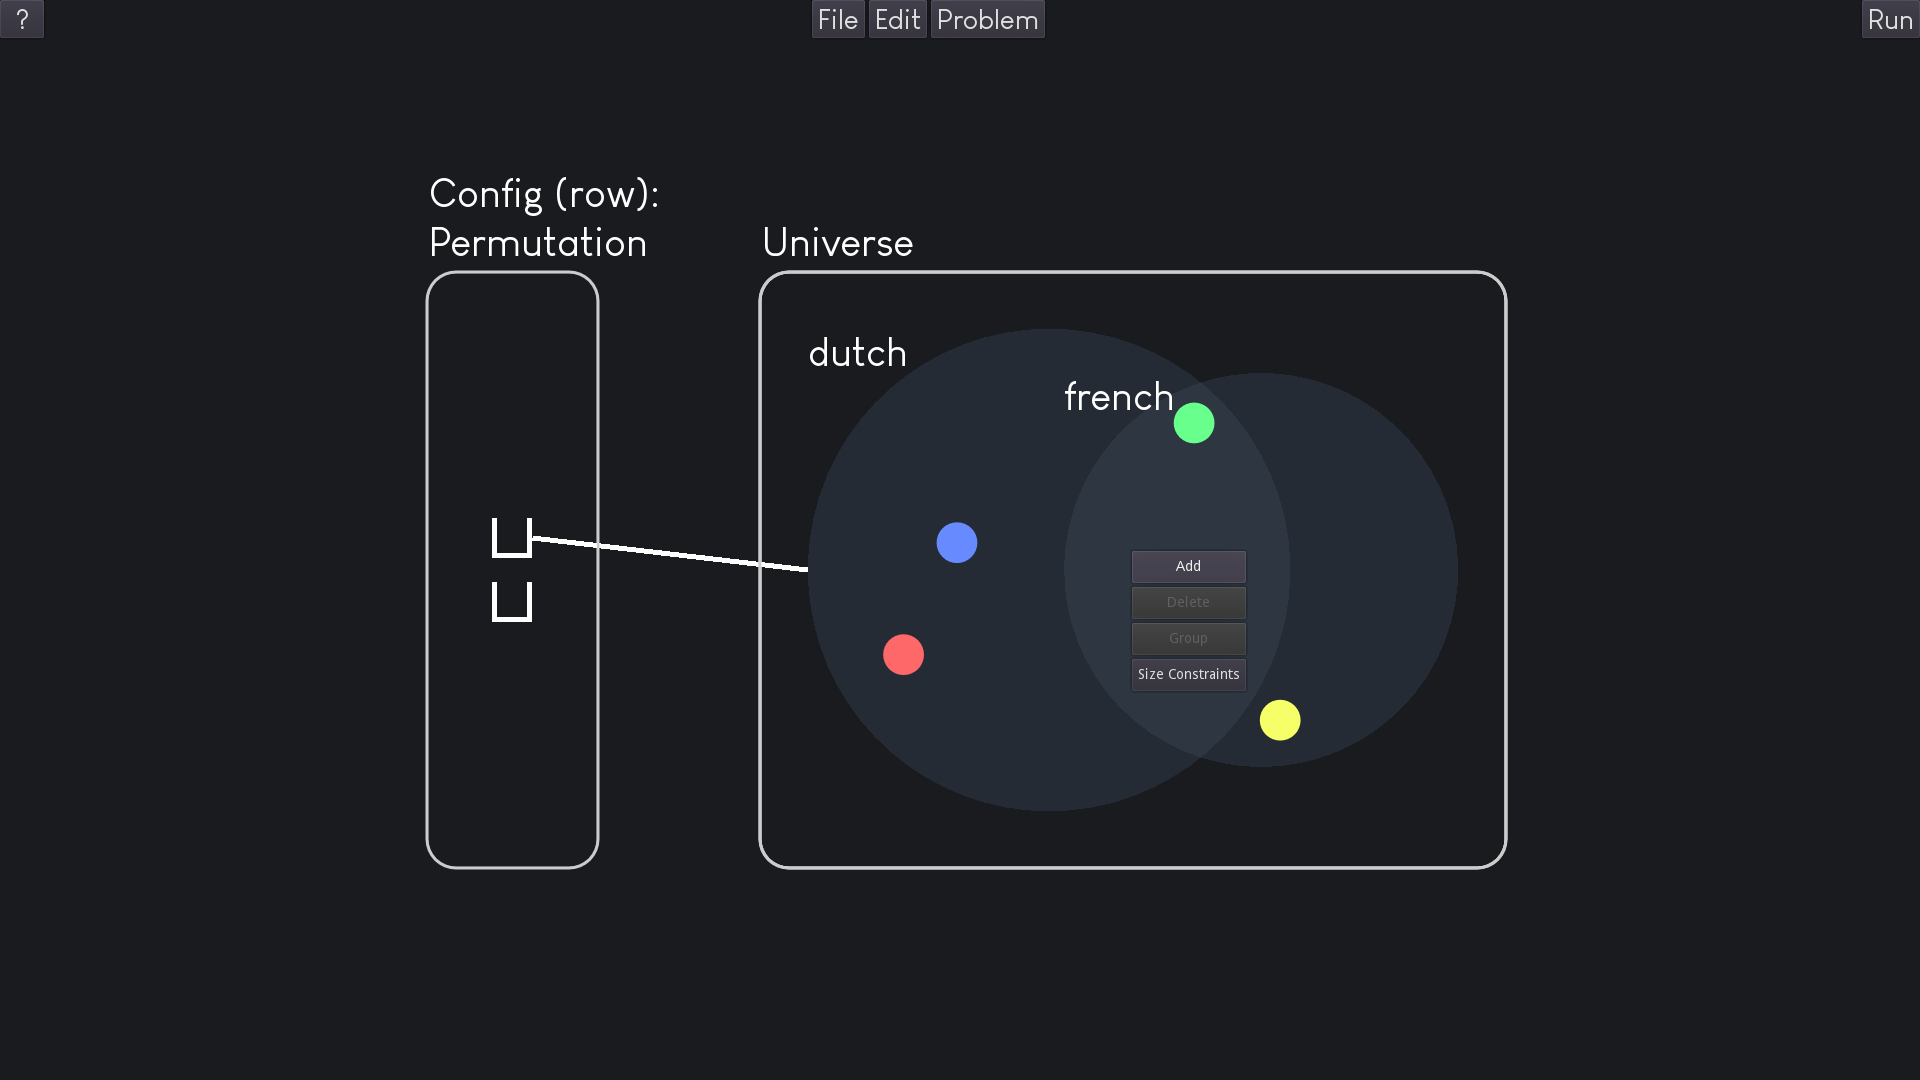 ?
File Edit Problem
Run
Config (row):
Permutation
Universe
dutch
french
Add
Delete
Group
Size Constraints